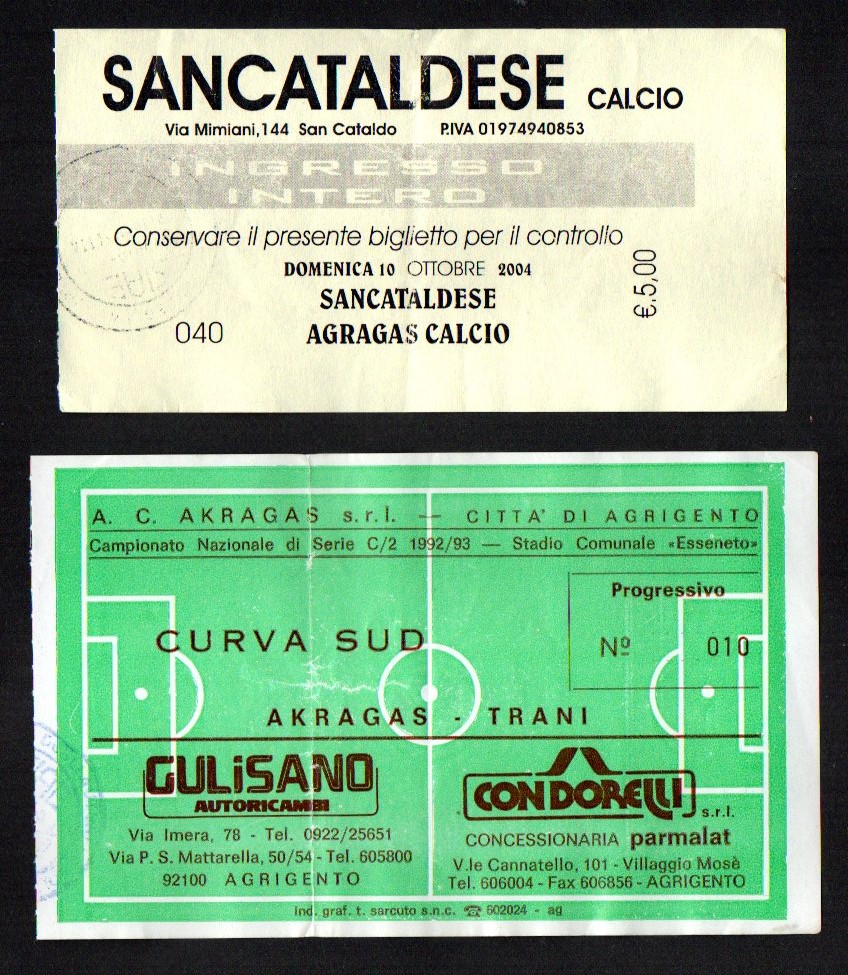 SANCATALDESE CALCIO
Via Mimiani,144 San Cataldo P.IVA 01974940853
INGRESSO
INTERO
Conservare il presente biglietto per il controllo
DOMENICA 10 OTTOBRE 2004
SANCATALDESE
€.5,00
040 AGRAGAS CALCIO
A. C. AKRAGAS s.r.l. — CITTA' DI AGRIGENTO
Campionato Nazionale di Serie C/2 1992/93 — Stadio Comunale «Esseneto»
Progressivo
CURVA SUD
Nº 010
AKRAGAS - TRANI
GULiSANO
AUTORICAMBI
Via Imera, 78 - Tel. 0922/25651
Via P. S. Mattarella, 50/54 - Tel. 605800
92100 AGRIGENTO
CONDORELLI s.r.l.
CONCESSIONARIA parmalat
V.le Cannatello, 101 - Villaggio Mosè
Tel. 606004 - Fax 606856 - AGRIGENTO
ind. graf. t. sarcuto s.n.c. ☎ 602024 - ag